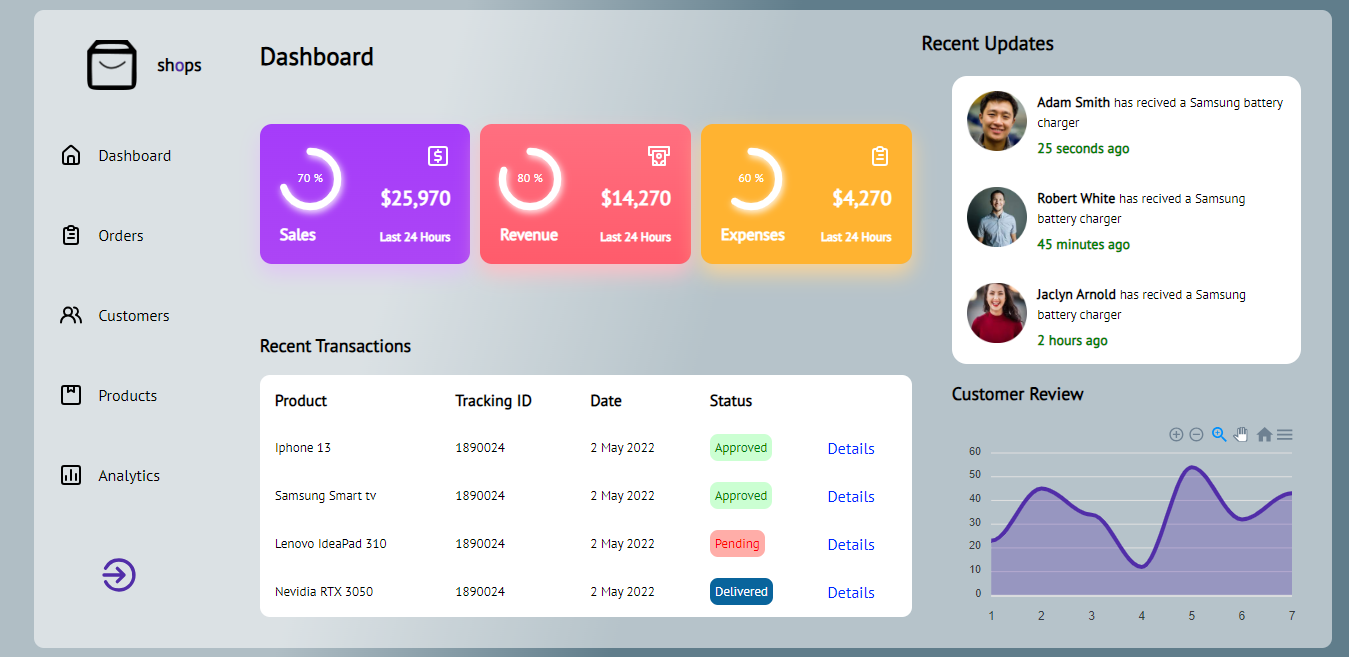 shops
Dashboard
Orders
Customers
Products
Analytics
Dashboard
70 %
$25,970
Sales
Last 24 Hours
80 %
$14,270
Revenue
Last 24 Hours
60 %
$4,270
Expenses
Last 24 Hours
Recent Transactions
Product Tracking ID Date Status
Iphone 13 1890024 2 May 2022 Approved Details
Samsung Smart tv 1890024 2 May 2022 Approved Details
Lenovo IdeaPad 310 1890024 2 May 2022 Pending Details
Nevidia RTX 3050 1890024 2 May 2022 Delivered Details
Recent Updates
Adam Smith has recived a Samsung battery
charger
25 seconds ago
Robert White has recived a Samsung
battery charger
45 minutes ago
Jaclyn Arnold has recived a Samsung
battery charger
2 hours ago
Customer Review
60
50
40
30
20
10
0
1 2 3 4 5 6 7